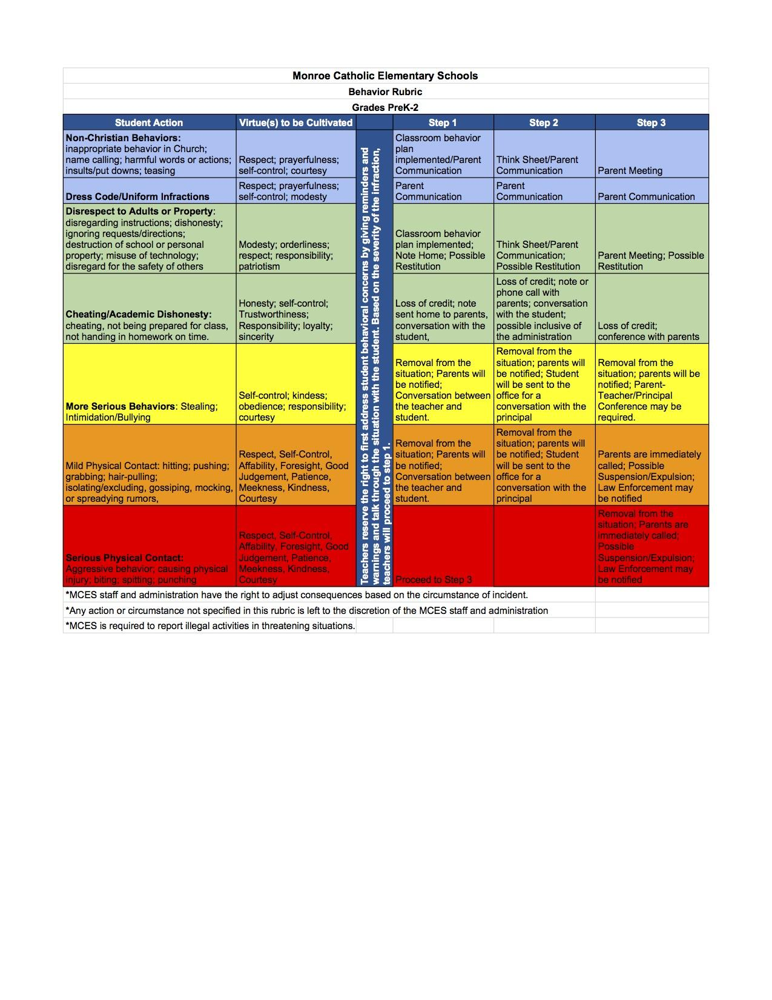 Monroe Catholic Elementary Schools
Behavior Rubric
Grades PreK-2
Student Action
Virtue(s) to be Cultivated
Step 1
Step 2
Step 3
Non-Christian Behaviors:
inappropriate behavior in Church;
name calling; harmful words or actions;
insults/put downs; teasing
Respect; prayerfulness;
self-control; courtesy
Classroom behavior
plan
implemented/Parent
Communication
Think Sheet/Parent
Communication
Parent Meeting
Dress Code/Uniform Infractions
Respect; prayerfulness;
self-control; modesty
Parent
Communication
Parent
Communication
Parent Communication
Disrespect to Adults or Property:
disregarding instructions; dishonesty;
ignoring requests/directions;
destruction of school or personal
property; misuse of technology;
disregard for the safety of others
Modesty; orderliness;
respect; responsibility;
patriotism
Classroom behavior
plan implemented;
Note Home; Possible
Restitution
Think Sheet/Parent
Communication;
Possible Restitution
Parent Meeting; Possible
Restitution
Cheating/Academic Dishonesty:
cheating, not being prepared for class,
not handing in homework on time.
Honesty; self-control;
Trustworthiness;
Responsibility; loyalty;
sincerity
Loss of credit; note
sent home to parents,
conversation with the
student,
Loss of credit; note or
phone call with
parents; conversation
with the student;
possible inclusive of
the administration
Loss of credit;
conference with parents
More Serious Behaviors: Stealing;
Intimidation/Bullying
Self-control; kindess;
obedience; responsibility;
courtesy
Removal from the
situation; Parents will
be notified;
Conversation between
the teacher and
student.
Removal from the
situation; parents will
be notified; Student
will be sent to the
office for a
conversation with the
principal
Removal from the
situation; parents will be
notified; Parent-
Teacher/Principal
Conference may be
required.
Mild Physical Contact: hitting; pushing;
grabbing; hair-pulling;
isolating/excluding, gossiping, mocking,
or spreadying rumors,
Respect, Self-Control,
Affability, Foresight, Good
Judgement, Patience,
Meekness, Kindness,
Courtesy
Removal from the
situation; Parents will
be notified;
Conversation between
the teacher and
student.
Removal from the
situation; parents will
be notified; Student
will be sent to the
office for a
conversation with the
principal
Parents are immediately
called; Possible
Suspension/Expulsion;
Law Enforcement may
be notified
Serious Physical Contact:
Aggressive behavior; causing physical
injury; biting; spitting; punching
Respect, Self-Control,
Affability, Foresight, Good
Judgement, Patience,
Meekness, Kindness,
Courtesy
Proceed to Step 3
Removal from the
situation; Parents are
immediately called;
Possible
Suspension/Expulsion;
Law Enforcement may
be notified
Teachers reserve the right to first address student behavioral concerns by giving reminders and
warnings and talk through the situation with the student. Based on the severity of the infraction,
teachers will proceed to step 1.
*MCES staff and administration have the right to adjust consequences based on the circumstance of incident.
*Any action or circumstance not specified in this rubric is left to the discretion of the MCES staff and administration
*MCES is required to report illegal activities in threatening situations.